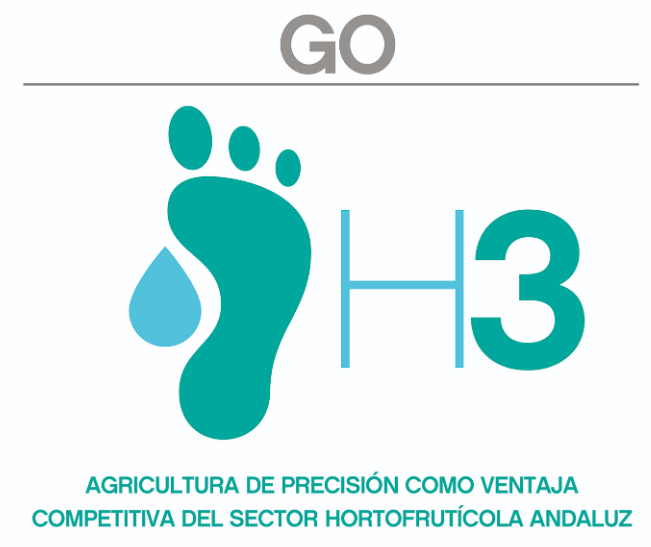 GO
H3
AGRICULTURA DE PRECISIÓN COMO VENTAJA
COMPETITIVA DEL SECTOR HORTOFRUTÍCOLA ANDALUZ